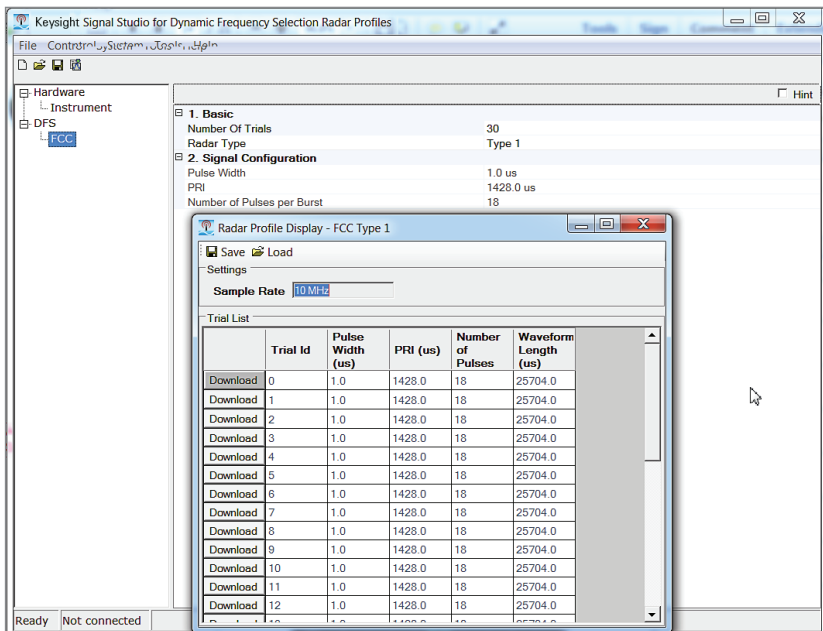 Keysight Signal Studio for Dynamic Frequency Selection Radar Profiles
File Control System Tools Help
Hint
Hardware
Instrument
DFS
FCC
1. Basic
Number Of Trials 30
Radar Type Type 1
2. Signal Configuration
Pulse Width 1.0 us
PRI 1428.0 us
Number of Pulses per Burst 18
Radar Profile Display - FCC Type 1
Save Load
Settings
Sample Rate 10 MHz
Trial List
Trial Id Pulse Width (us) PRI (us) Number of Pulses Waveform Length (us)
Download 0 1.0 1428.0 18 25704.0
Download 1 1.0 1428.0 18 25704.0
Download 2 1.0 1428.0 18 25704.0
Download 3 1.0 1428.0 18 25704.0
Download 4 1.0 1428.0 18 25704.0
Download 5 1.0 1428.0 18 25704.0
Download 6 1.0 1428.0 18 25704.0
Download 7 1.0 1428.0 18 25704.0
Download 8 1.0 1428.0 18 25704.0
Download 9 1.0 1428.0 18 25704.0
Download 10 1.0 1428.0 18 25704.0
Download 11 1.0 1428.0 18 25704.0
Download 12 1.0 1428.0 18 25704.0
Ready Not connected